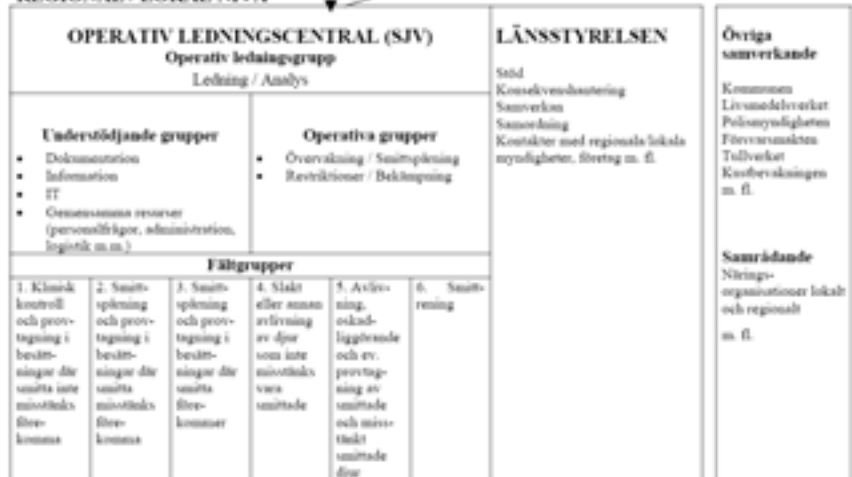 REGIONAL/ LOKAL NIVÅ
OPERATIV LEDNINGSCENTRAL (SJV)
Operativ ledningsgrupp
Ledning / Analys
Understödjande grupper
• Dokumentation
• Information
• IT
• Gemensamma resurser
(personalfrågor, administration,
logistik m.m.)
Operativa grupper
• Övervakning / Smittspårning
• Restriktioner / Bekämpning
Fältgrupper
1. Klinisk
kontroll
och prov-
tagning i
besätt-
ningar där
smitta inte
misstänks
före-
komma
2. Smitt-
spårning
och prov-
tagning i
besätt-
ningar där
smitta
misstänks
före-
komma
3. Smitt-
spårning
och prov-
tagning i
besätt-
ningar där
smitta
före-
kommer
4. Slakt
eller annan
avlivning
av djur
som inte
misstänks
vara
smittade
5. Avliv-
ning,
oskad-
liggörande
och ev.
provtag-
ning av
smittade
och miss-
tänkt
smittade
djur
6. Smitt-
rening
LÄNSSTYRELSEN
Stöd
Konsekvenshantering
Samverkan
Samordning
Kontakter med regionala/lokala
myndigheter, företag m. fl.
Övriga
samverkande
Kommunen
Livsmedelsverket
Polismyndigheten
Försvarsmakten
Tullverket
Kustbevakningen
m. fl.
Samrådande
Närings-
organisationer lokalt
och regionalt
m. fl.